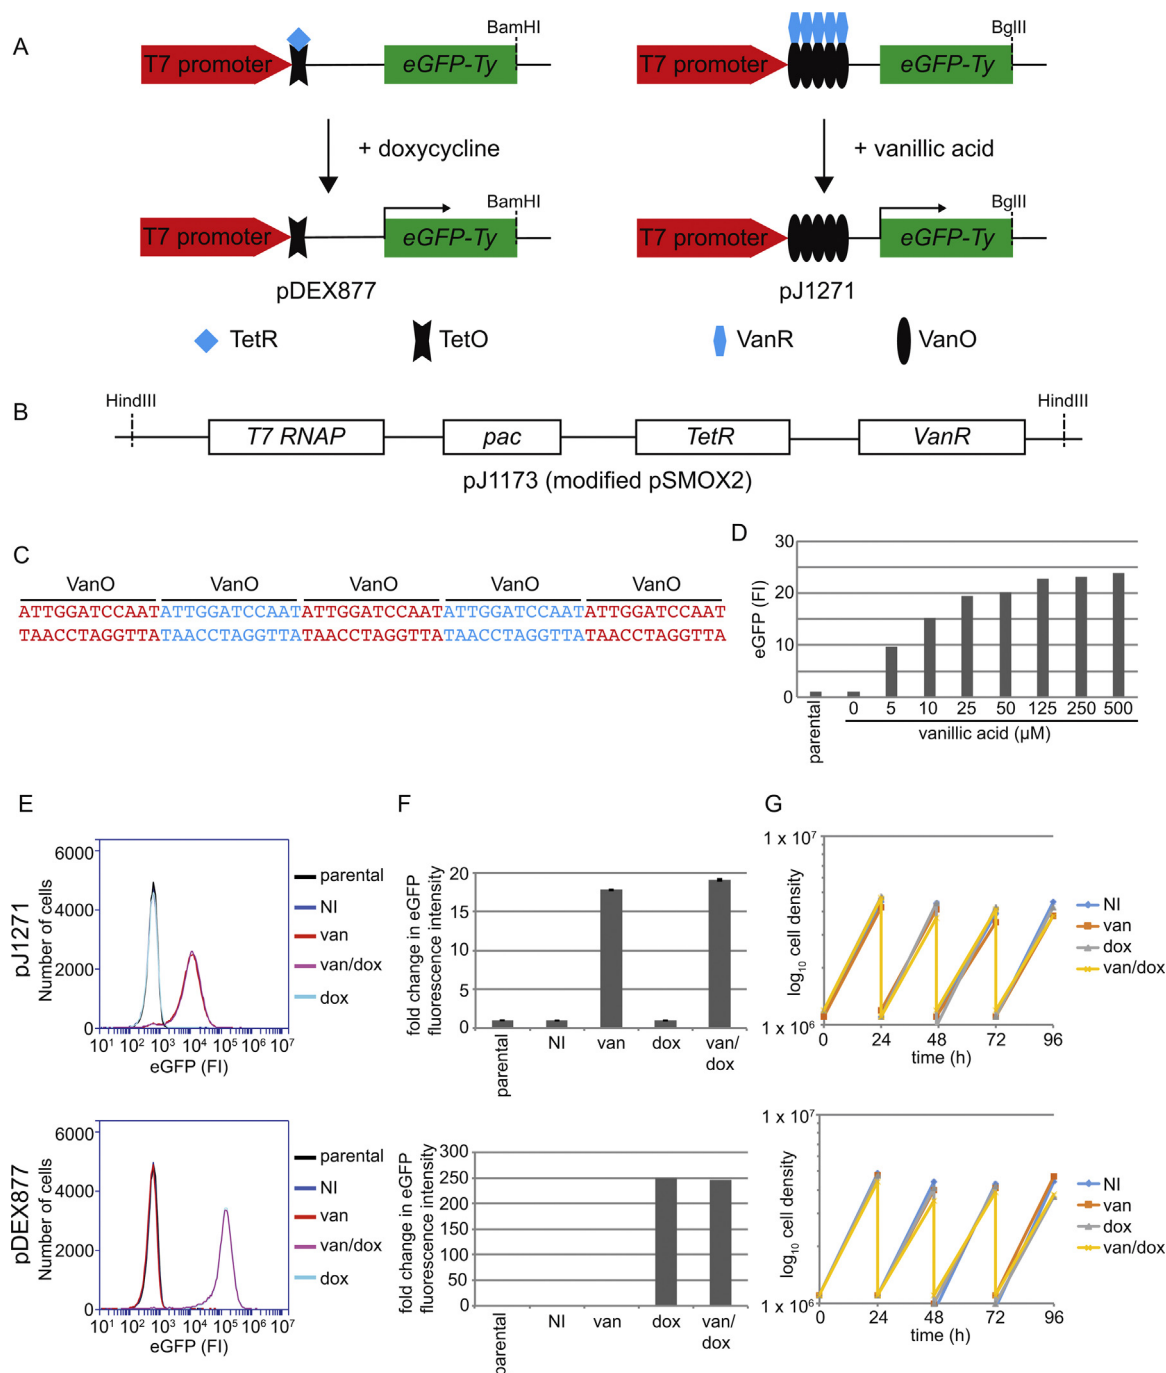 A
BamHI
T7 promoter
eGFP-Ty
BglII
T7 promoter
eGFP-Ty
+ doxycycline
+ vanillic acid
BamHI
T7 promoter
eGFP-Ty
BglII
T7 promoter
eGFP-Ty
pDEX877
pJ1271
TetR
TetO
VanR
VanO
B
HindIII
HindIII
T7 RNAP
pac
TetR
VanR
pJ1173 (modified pSMOX2)
C
VanO VanO VanO VanO VanO
ATTGGATCCAATATTGGATCCAATATTGGATCCAATATTGGATCCAATATTGGATCCAAT
TAACCTAGGTTATAACCTAGGTTATAACCTAGGTTATAACCTAGGTTATAACCTAGGTTA
D
eGFP (FI)
30
20
10
0
parental
0 5 10 25 50 125 250 500
vanillic acid (µM)
E
pJ1271
Number of cells
6000
4000
2000
0
10¹ 10² 10³ 10⁴ 10⁵ 10⁶ 10⁷
eGFP (FI)
parental
NI
van
van/dox
dox
F
fold change in eGFP
fluorescence intensity
20
15
10
5
0
parental
NI
van
dox
van/
dox
G
log₁₀ cell density
1 x 10⁷
1 x 10⁶
0 24 48 72 96
time (h)
NI
van
dox
van/dox
pDEX877
Number of cells
6000
4000
2000
0
10¹ 10² 10³ 10⁴ 10⁵ 10⁶ 10⁷
eGFP (FI)
parental
NI
van
van/dox
dox
fold change in eGFP
fluorescence intensity
300
250
200
150
100
50
0
parental
NI
van
dox
van/
dox
log₁₀ cell density
1 x 10⁷
1 x 10⁶
0 24 48 72 96
time (h)
NI
van
dox
van/dox